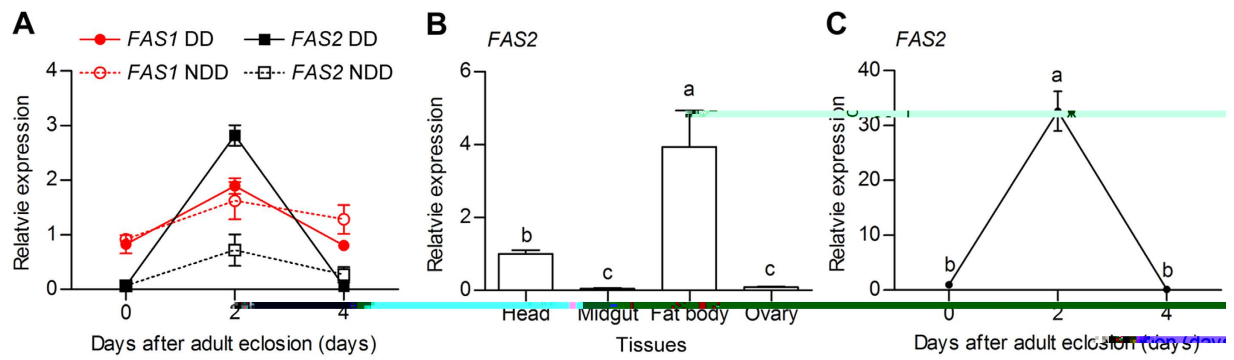 A
FAS1 DD
FAS2 DD
FAS1 NDD
FAS2 NDD
4
3
2
1
0
Relatvie expression
0 2 4
Days after adult eclosion (days)
B
FAS2
6
4
2
0
Relatvie expression
b
c
a
c
Head Midgut Fat body Ovary
Tissues
C
FAS2
40
30
20
10
0
Relatvie expression
b
a
b
0 2 4
Days after adult eclosion (days)